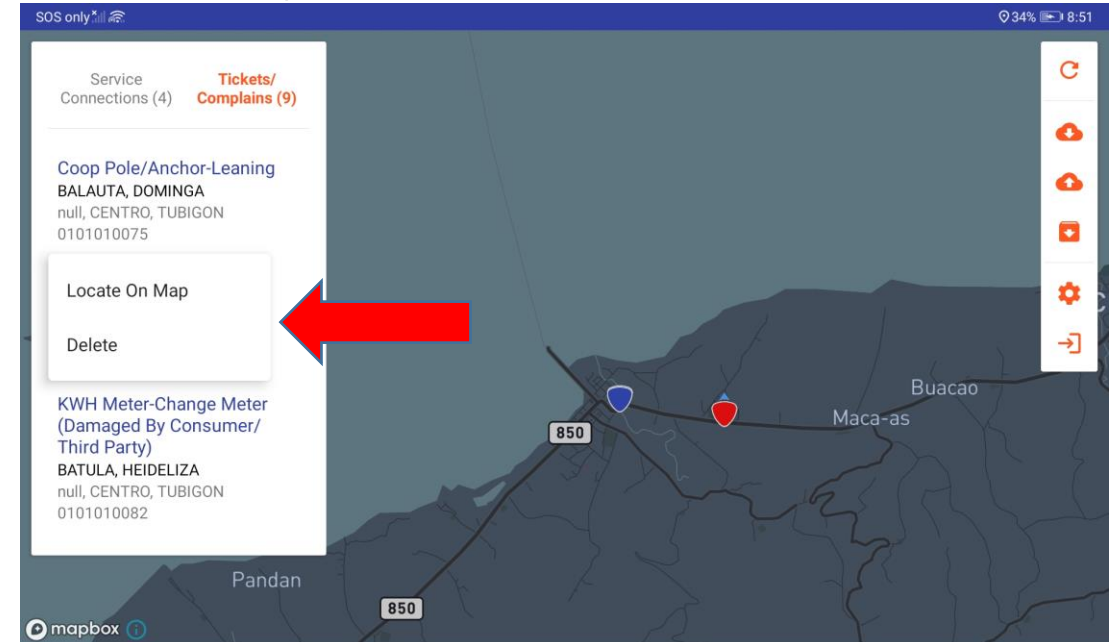 SOS only
34% 8:51
Service
Connections (4)
Tickets/
Complains (9)
Coop Pole/Anchor-Leaning
BALAUTA, DOMINGA
null, CENTRO, TUBIGON
0101010075
Locate On Map
Delete
KWH Meter-Change Meter
(Damaged By Consumer/
Third Party)
BATULA, HEIDELIZA
null, CENTRO, TUBIGON
0101010082
C
Buacao
Maca-as
850
Pandan
850
mapbox